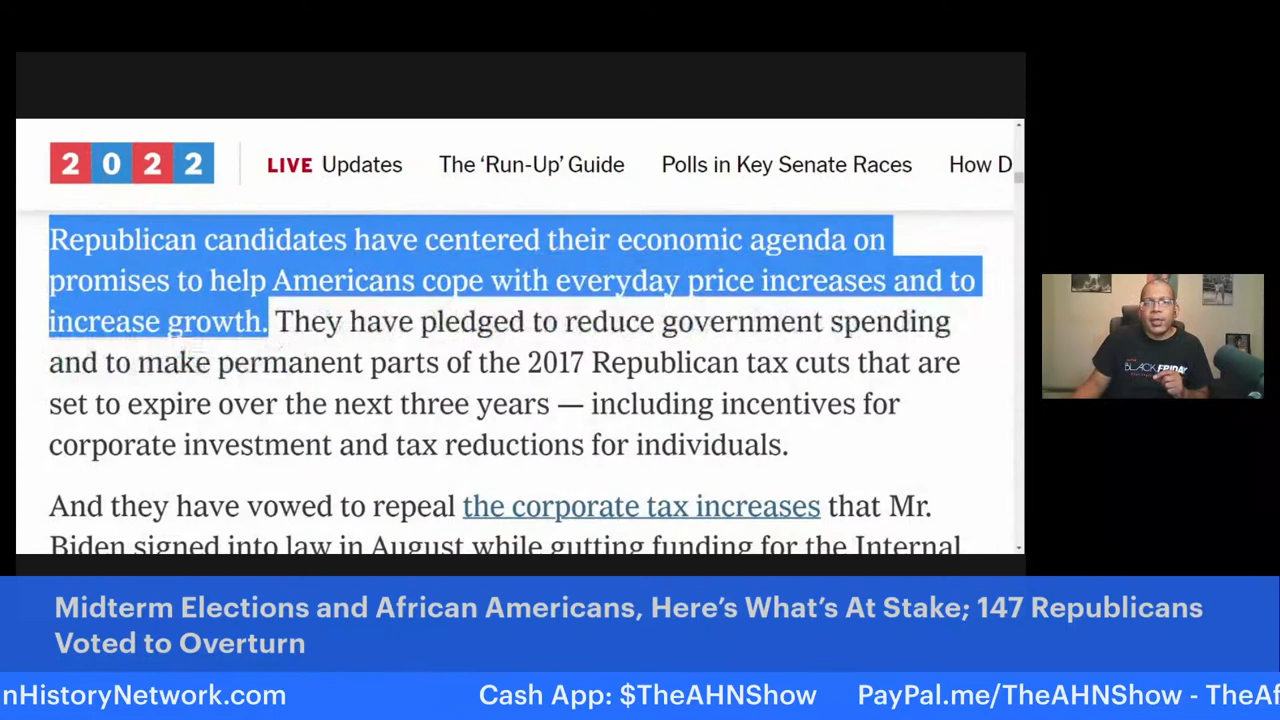 2022
LIVE Updates The ‘Run-Up’ Guide Polls in Key Senate Races How D
Republican candidates have centered their economic agenda on
promises to help Americans cope with everyday price increases and to
increase growth. They have pledged to reduce government spending
and to make permanent parts of the 2017 Republican tax cuts that are
set to expire over the next three years — including incentives for
corporate investment and tax reductions for individuals.
And they have vowed to repeal the corporate tax increases that Mr.
Biden signed into law in August while gutting funding for the Internal
BLACK FRIDAY
Midterm Elections and African Americans, Here’s What’s At Stake; 147 Republicans
Voted to Overturn
nHistoryNetwork.com Cash App: $TheAHNShow PayPal.me/TheAHNShow - TheAf